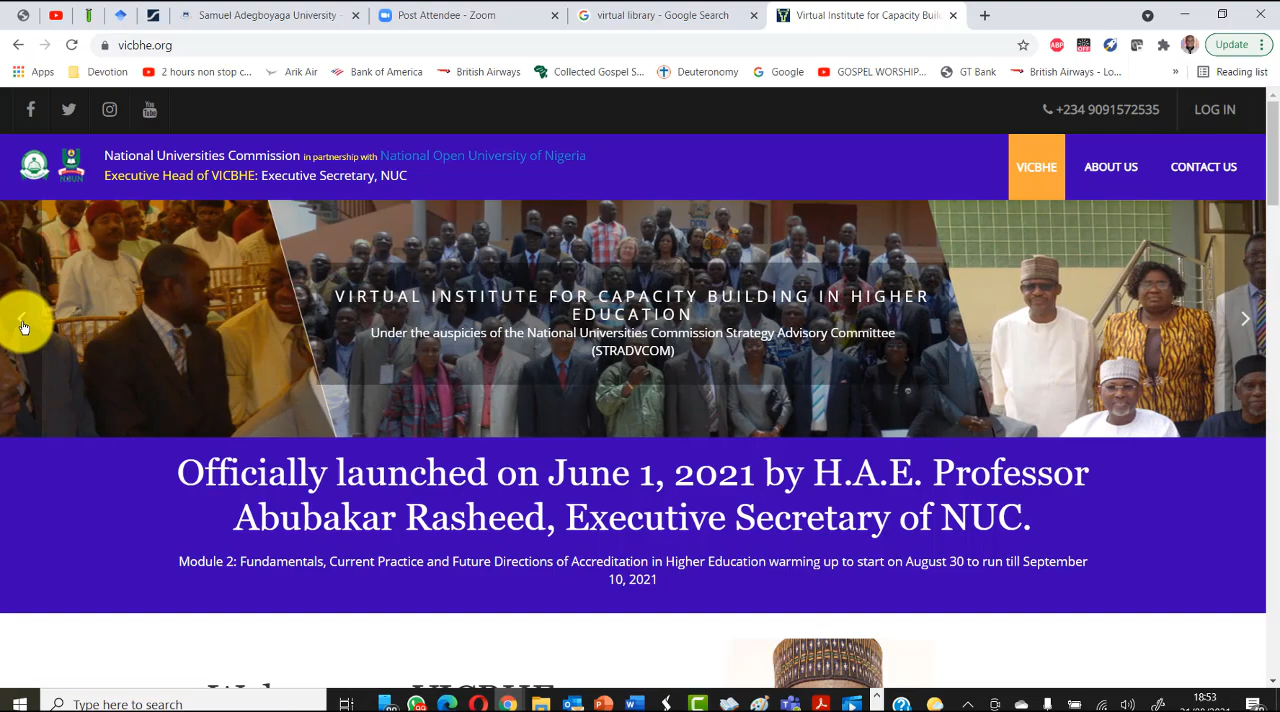 Samuel Adegboyaga University -
Post Attendee - Zoom
virtual library - Google Search
Virtual Institute for Capacity Buil
vicbhe.org
ABP
OFF
Update
Apps
Devotion
2 hours non stop c...
Arik Air
Bank of America
British Airways
Collected Gospel S...
Deuteronomy
Google
GOSPEL WORSHIP...
GT Bank
British Airways - Lo...
Reading list
+234 9091572535
LOG IN
National Universities Commission in partnership with National Open University of Nigeria
Executive Head of VICBHE: Executive Secretary, NUC
VICBHE
ABOUT US
CONTACT US
VIRTUAL INSTITUTE FOR CAPACITY BUILDING IN HIGHER
EDUCATION
Under the auspicies of the National Universities Commission Strategy Advisory Committee
(STRADVCOM)
Officially launched on June 1, 2021 by H.A.E. Professor
Abubakar Rasheed, Executive Secretary of NUC.
Module 2: Fundamentals, Current Practice and Future Directions of Accreditation in Higher Education warming up to start on August 30 to run till September
10, 2021
Type here to search
18:53